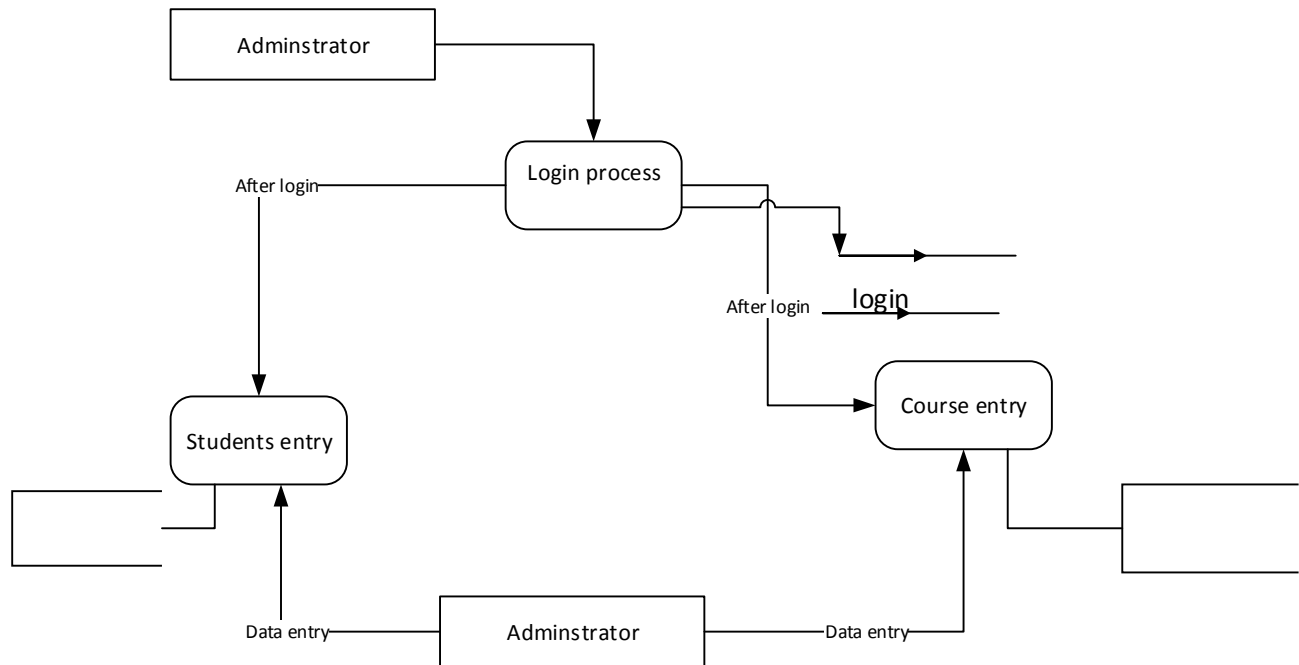 Adminstrator
Login process
After login
After login
login
Course entry
Students entry
Data entry
Adminstrator
Data entry